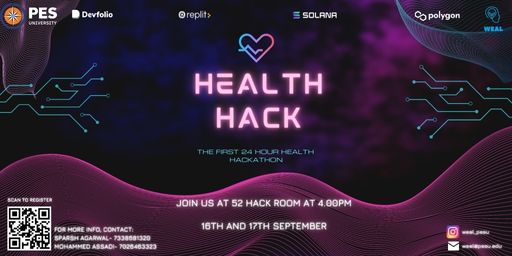 PES
UNIVERSITY
Devfolio
replit
SOLANA
polygon
WEAL
HEALTH
HACK
THE FIRST 24 HOUR HEALTH
HACKATHON
JOIN US AT 52 HACK ROOM AT 4.00PM
16TH AND 17TH SEPTEMBER
SCAN TO REGISTER
FOR MORE INFO, CONTACT:
SPARSH AGARWAL- 7338681320
MOHAMMED ASSADI- 7026463323
weal_pesu
weal@pesu.edu